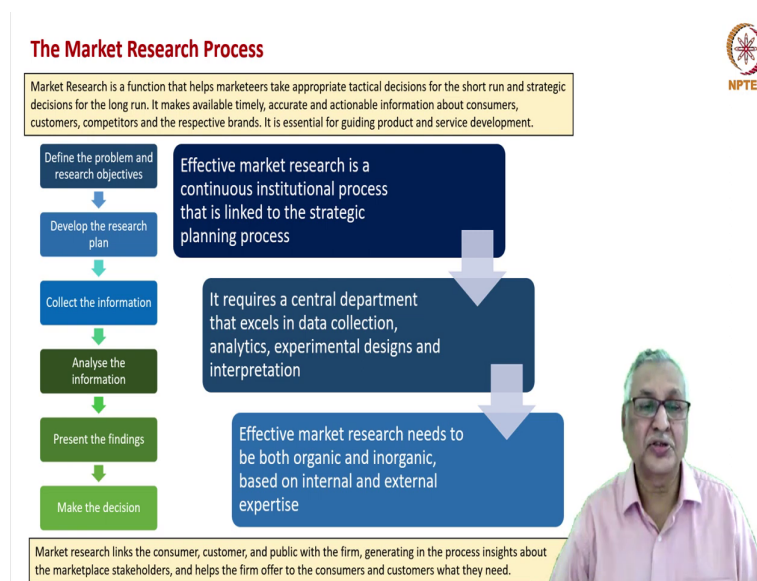 The Market Research Process
NPTE
Market Research is a function that helps marketeers take appropriate tactical decisions for the short run and strategic
decisions for the long run. It makes available timely, accurate and actionable information about consumers,
customers, competitors and the respective brands. It is essential for guiding product and service development.
Define the problem and
research objectives
Develop the research
plan
Collect the information
Analyse the
information
Present the findings
Make the decision
Effective market research is a
continuous institutional process
that is linked to the strategic
planning process
It requires a central department
that excels in data collection,
analytics, experimental designs and
interpretation
Effective market research needs to
be both organic and inorganic,
based on internal and external
expertise
Market research links the consumer, customer, and public with the firm, generating in the process insights about
the marketplace stakeholders, and helps the firm offer to the consumers and customers what they need.